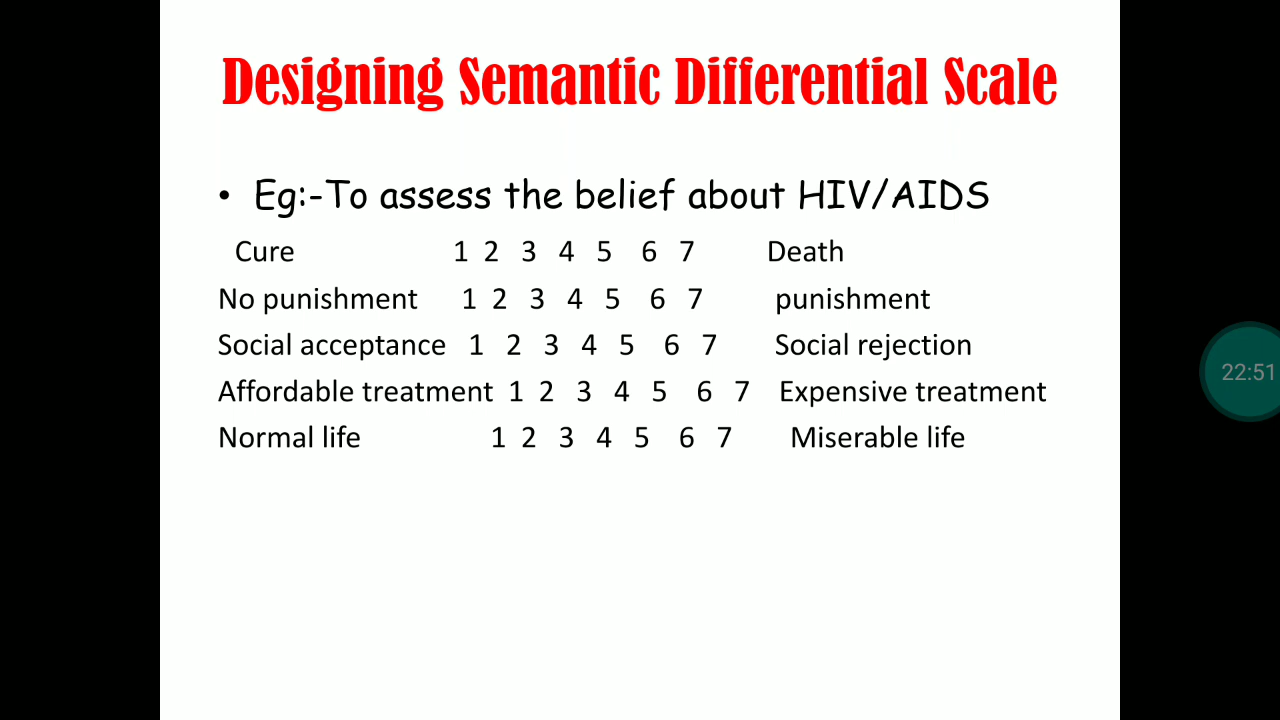 Designing Semantic Differential Scale
• Eg:-To assess the belief about HIV/AIDS
Cure 1 2 3 4 5 6 7 Death
No punishment 1 2 3 4 5 6 7 punishment
Social acceptance 1 2 3 4 5 6 7 Social rejection
Affordable treatment 1 2 3 4 5 6 7 Expensive treatment
Normal life 1 2 3 4 5 6 7 Miserable life
22:51